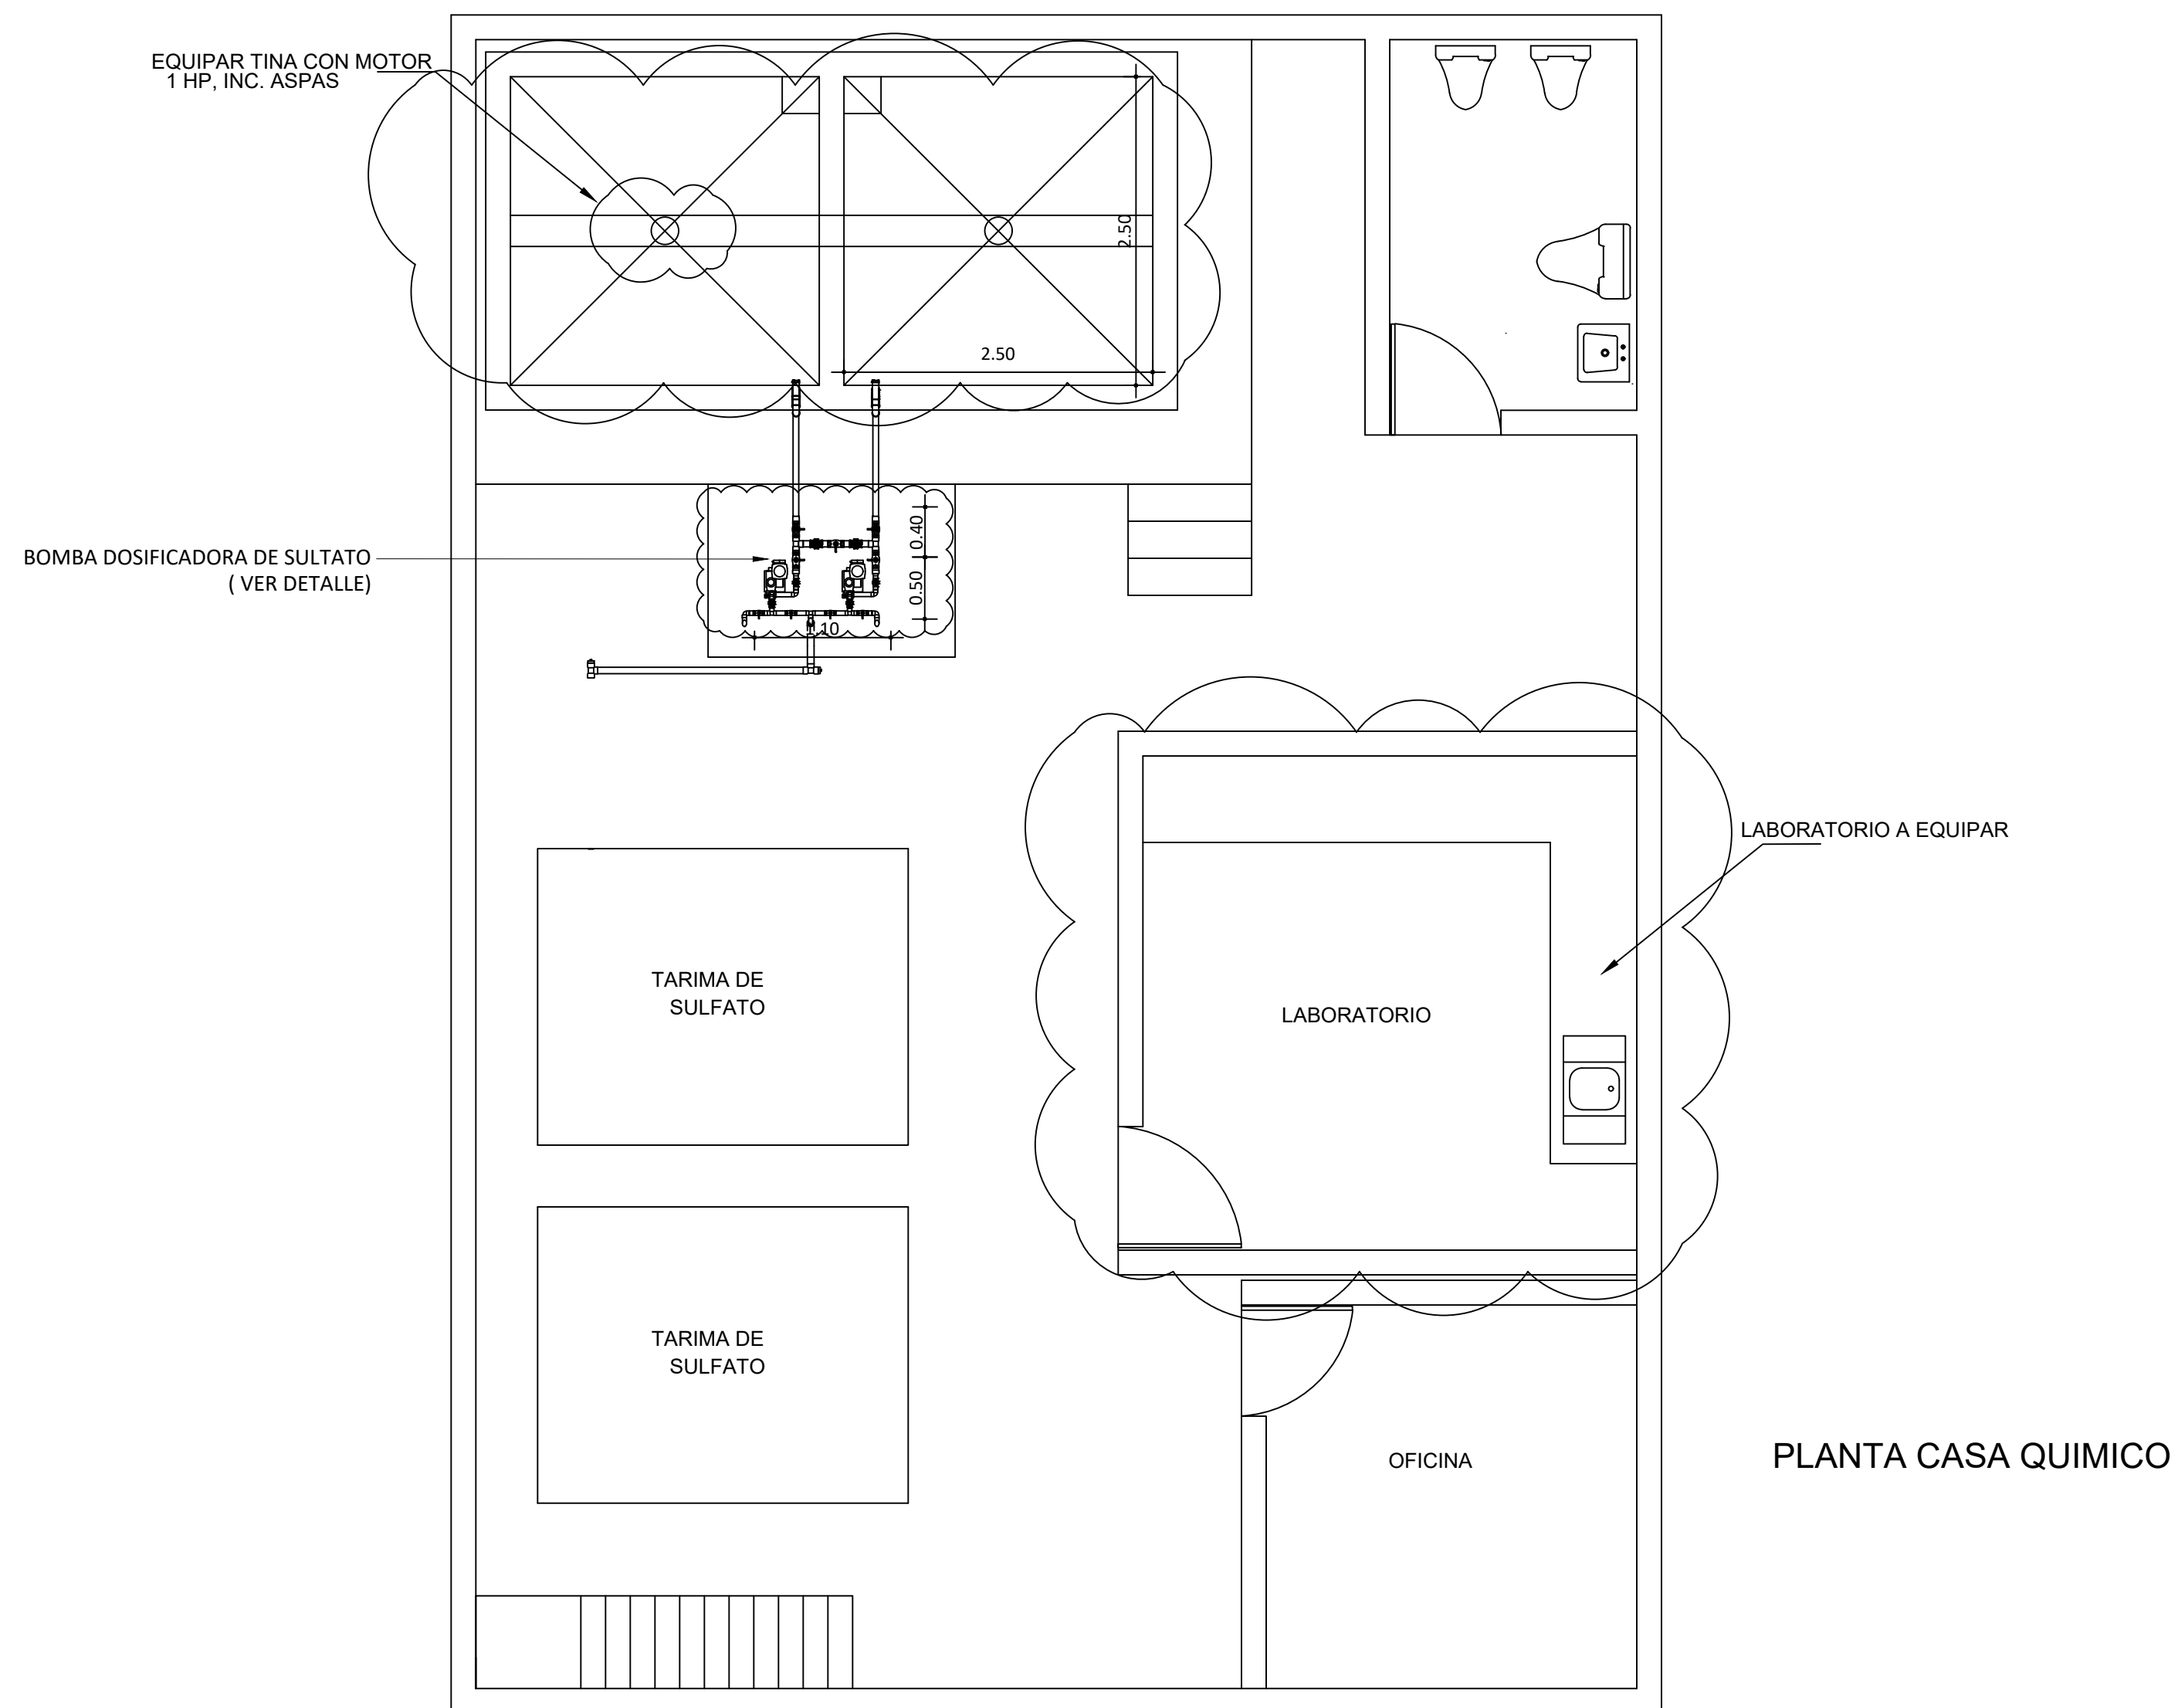 EQUIPAR TINA CON MOTOR
1 HP, INC. ASPAS
2.50
2.50
BOMBA DOSIFICADORA DE SULTATO
( VER DETALLE)
0.40
0.50
1.10
LABORATORIO A EQUIPAR
TARIMA DE
SULFATO
LABORATORIO
TARIMA DE
SULFATO
OFICINA
PLANTA CASA QUIMICO